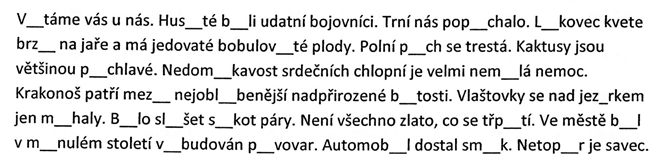 V__táme vás u nás. Hus__té b__li udatní bojovníci. Trní nás pop__chalo. L__kovec kvete
brz__ na jaře a má jedovaté bobulov__té plody. Polní p__ch se trestá. Kaktusy jsou
většinou p__chlavé. Nedom__kavost srdečních chlopní je velmi nem__lá nemoc.
Krakonoš patří mez__ nejobl__benější nadpřirozené b__tosti. Vlaštovky se nad jez__rkem
jen m__haly. B__lo sl__šet s__kot páry. Není všechno zlato, co se třp__tí. Ve městě b__l
v m__nulém století v__budován p__vovar. Automob__l dostal sm__k. Netop__r je savec.